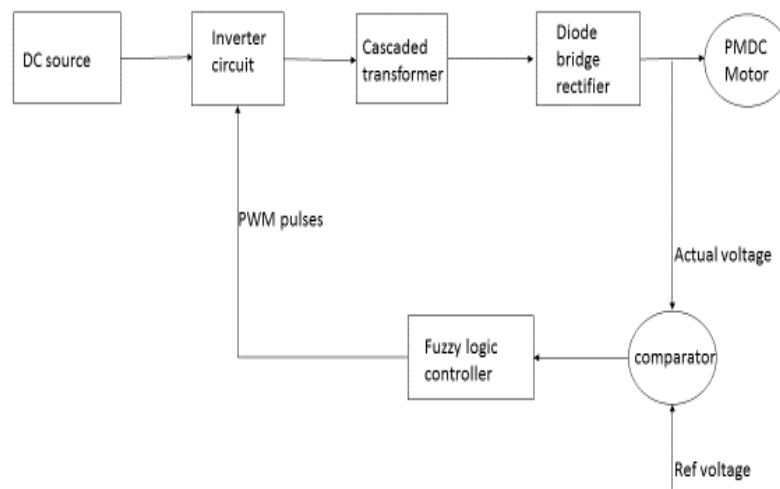 DC source
Inverter
circuit
Cascaded
transformer
Diode
bridge
rectifier
PMDC
Motor
PWM pulses
Actual voltage
Fuzzy logic
controller
comparator
Ref voltage